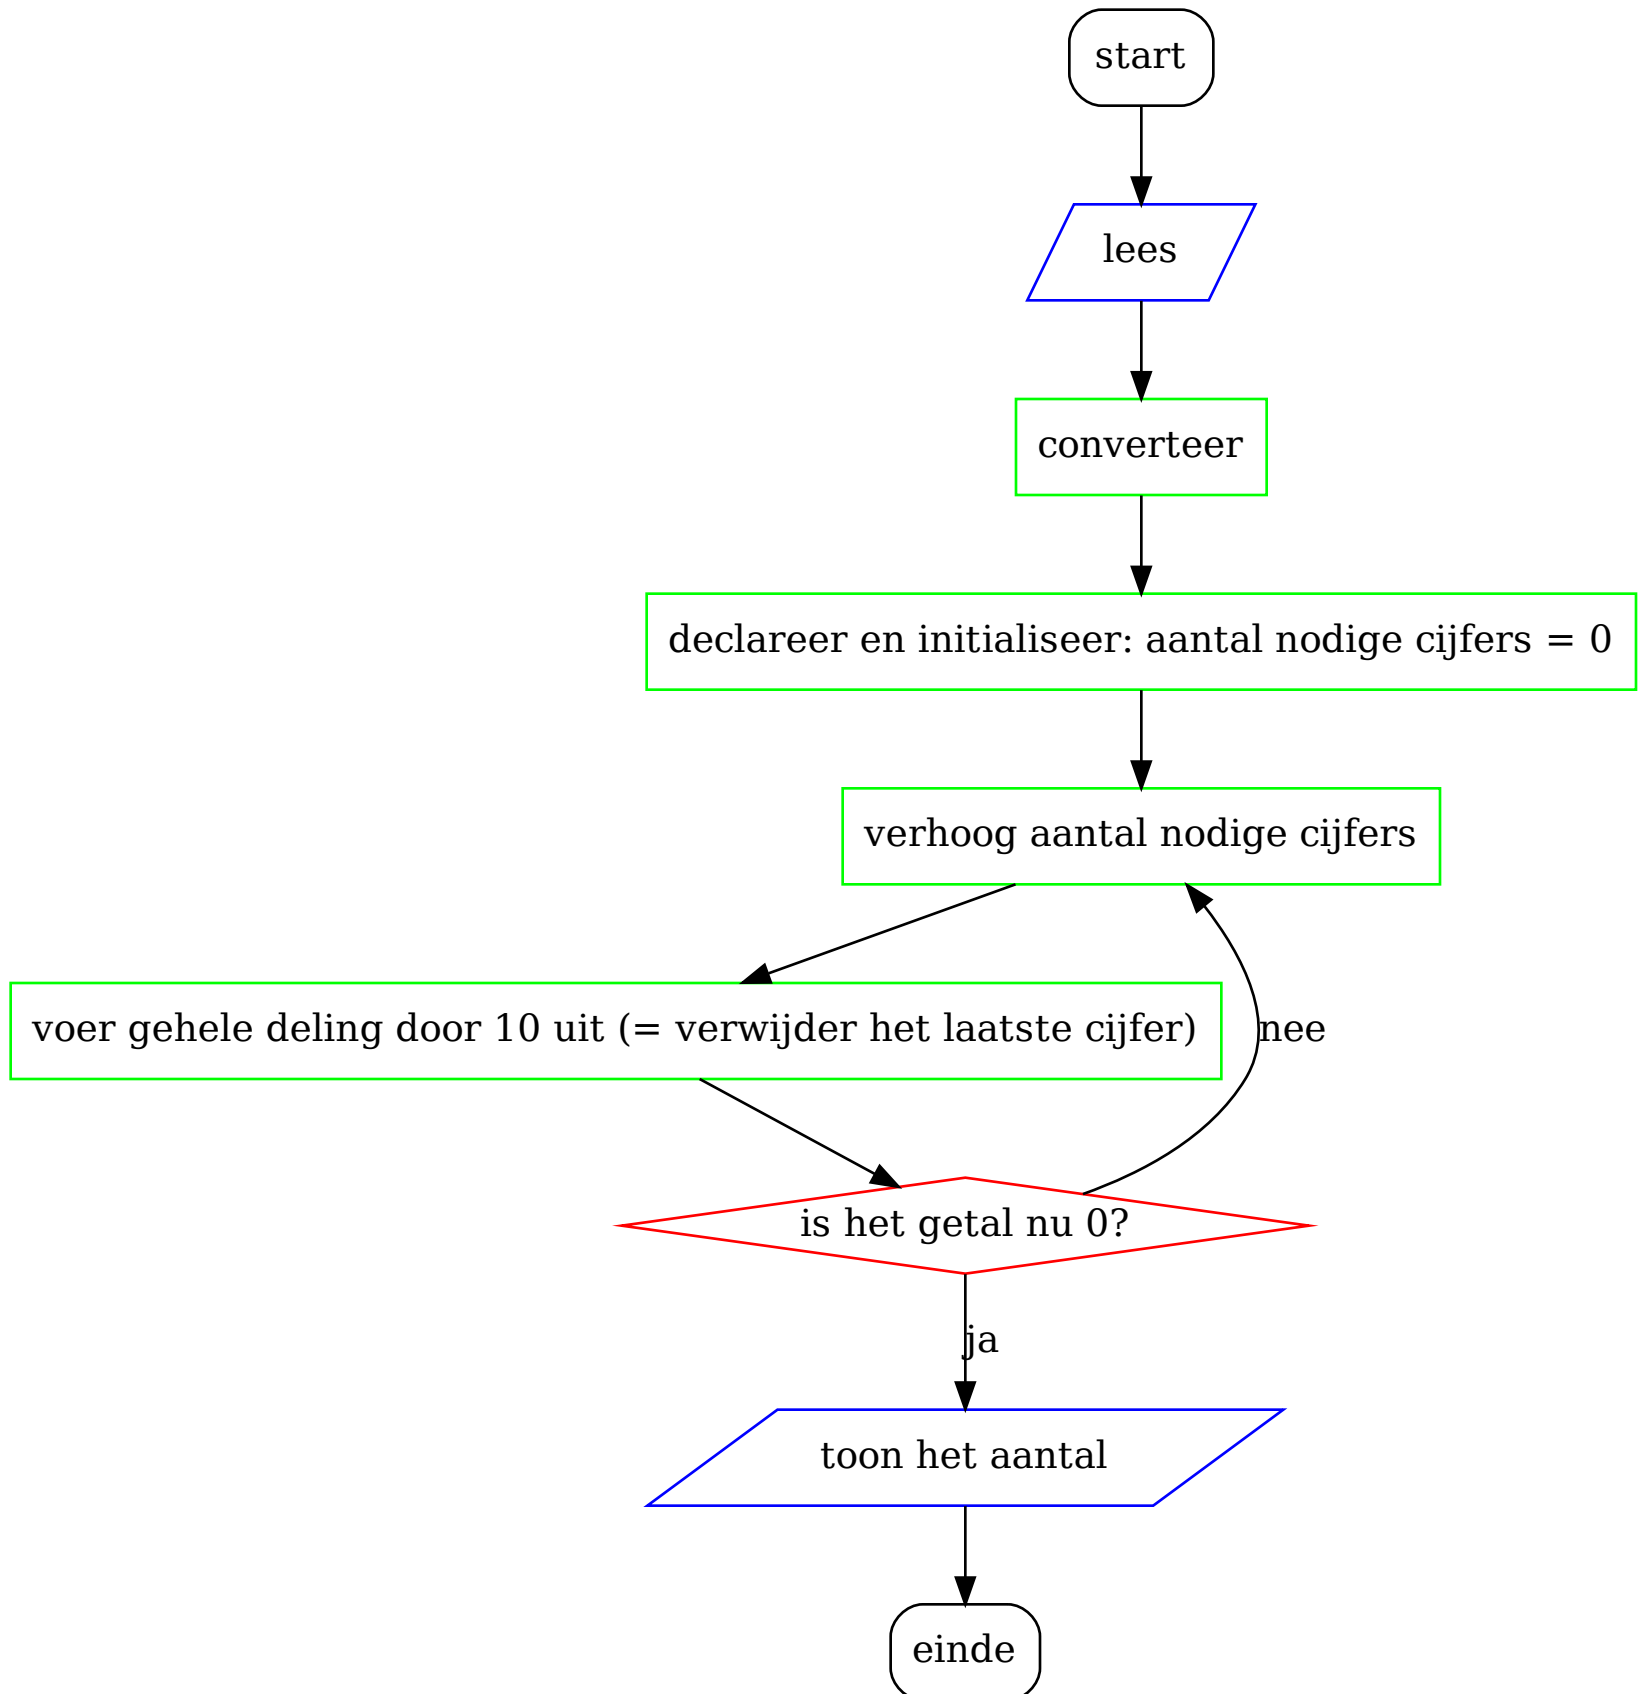 start
lees
converteer
declareer en initialiseer: aantal nodige cijfers = 0
verhoog aantal nodige cijfers
voer gehele deling door 10 uit (= verwijder het laatste cijfer)
nee
is het getal nu 0?
ja
toon het aantal
einde